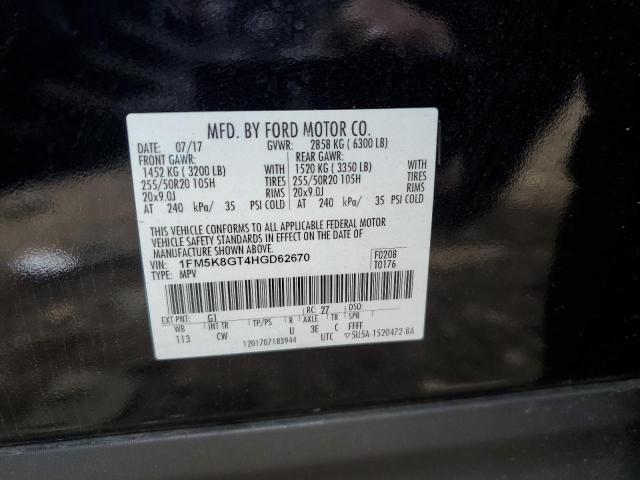 MFD. BY FORD MOTOR CO.
DATE: 07/17 GVWR: 2858 KG ( 6300 LB)
FRONT GAWR: REAR GAWR:
1452 KG ( 3200 LB) 1520 KG ( 3350 LB)
255/50R20 105H TIRES 255/50R20 105H TIRES
20x9.0J RIMS 20x9.0J RIMS
AT 240 kPa/ 35 PSI COLD AT 240 kPa/ 35 PSI COLD
THIS VEHICLE CONFORMS TO ALL APPLICABLE FEDERAL MOTOR
VEHICLE SAFETY STANDARDS IN EFFECT ON THE DATE OF
MANUFACTURE SHOWN ABOVE.
VIN: 1FM5K8GT4HGD62670 F0208
TYPE: MPV T0176
EXT PNT: G1 RC: 27 DSO:
WB INT TR TP/PS R AXLE TR SPR
113 CW U 3E C CFFFF
1201707183944 UTC ▽5U5A-1520472-BA